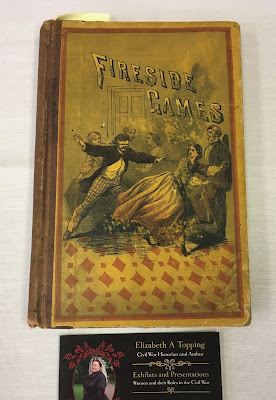 FIRESIDE
GAMES
Elizabeth A Topping
Civil War Historian and Author
Exhibits and Presentations
Women and their Roles in the Civil War